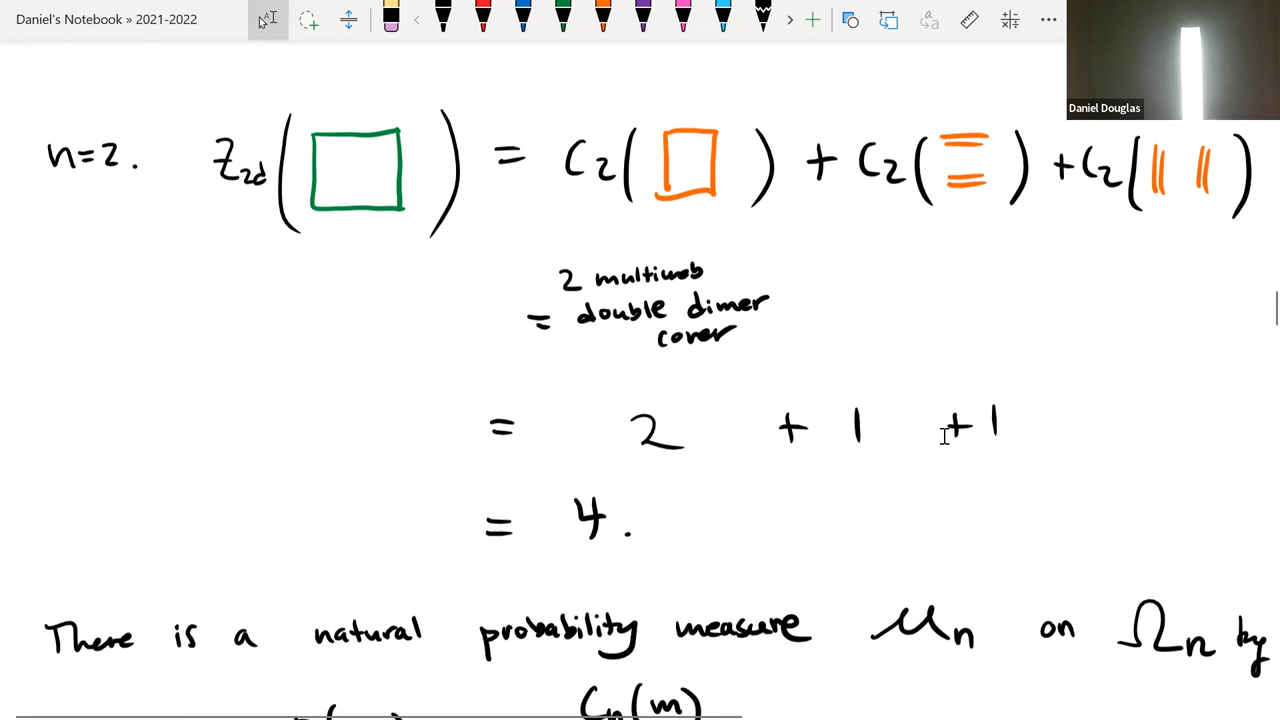 Daniel's Notebook » 2021-2022
Daniel Douglas
n=2. Z2d( ) = C2( ) + C2( ) + C2( )
2 multiweb
= double dimer
cover
= 2 + 1 + 1
= 4.
There is a natural probability measure μn on Ωn by
Cn(m)